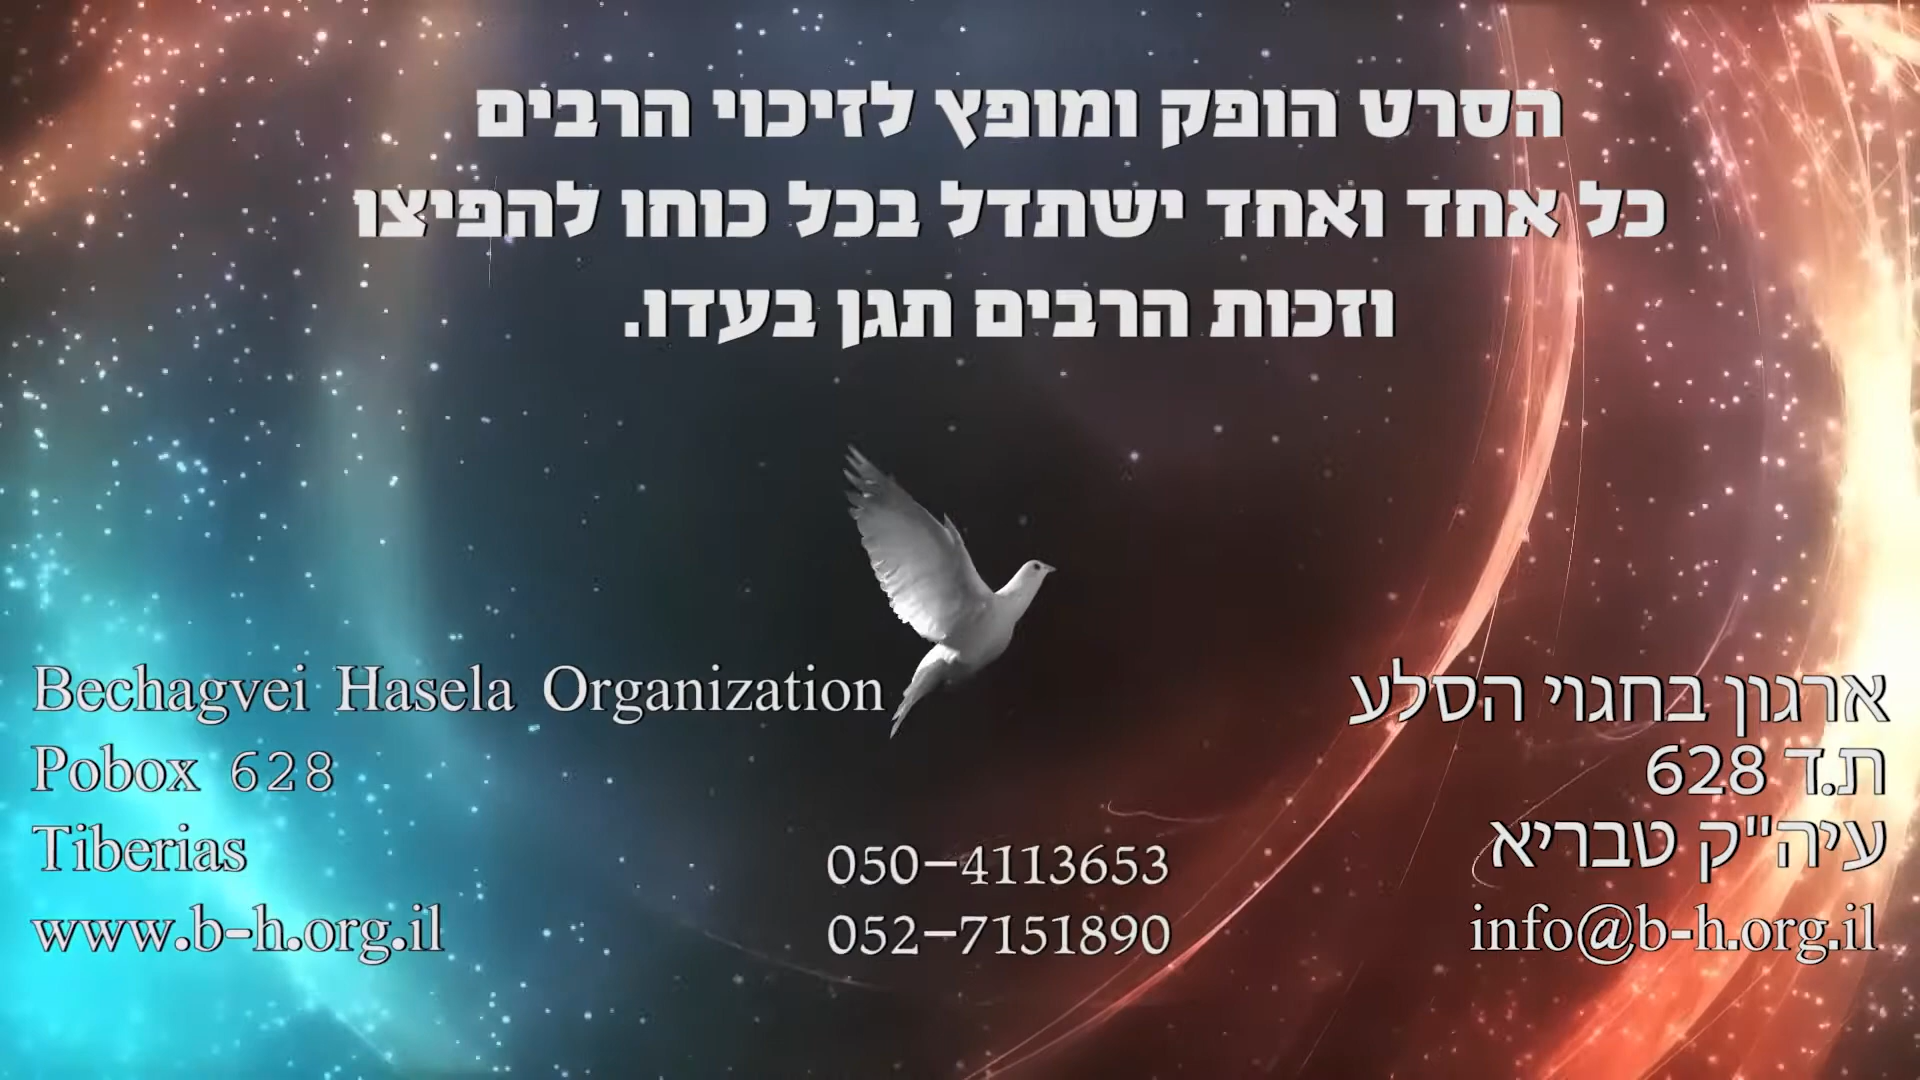 הסרט הופק ומופץ לזיכוי הרבים
כל אחד ואחד ישתדל בכל כוחו להפיצו
וזכות הרבים תגן בעדו.
Bechagvei Hasela Organization
Pobox 628
Tiberias
www.b-h.org.il
050-4113653
052-7151890
ארגון בחגוי הסלע
ת.ד 628
עיה"ק טבריא
info@b-h.org.il